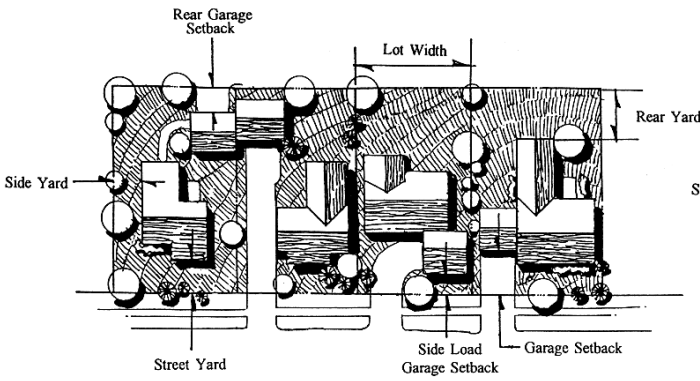 Rear Garage
Setback
Lot Width
Rear Yard
Side Yard
S
Street Yard
Side Load
Garage Setback
Garage Setback